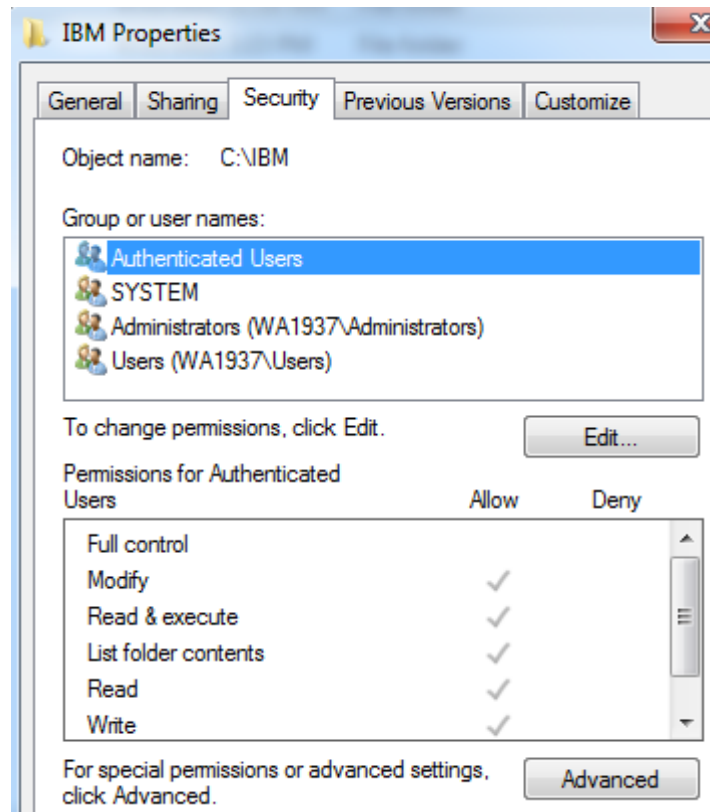 IBM Properties
General Sharing Security Previous Versions Customize
Object name: C:\IBM
Group or user names:
Authenticated Users
SYSTEM
Administrators (WA1937\Administrators)
Users (WA1937\Users)
To change permissions, click Edit.
Edit...
Permissions for Authenticated
Users Allow Deny
Full control
Modify
Read & execute
List folder contents
Read
Write
For special permissions or advanced settings,
click Advanced.
Advanced